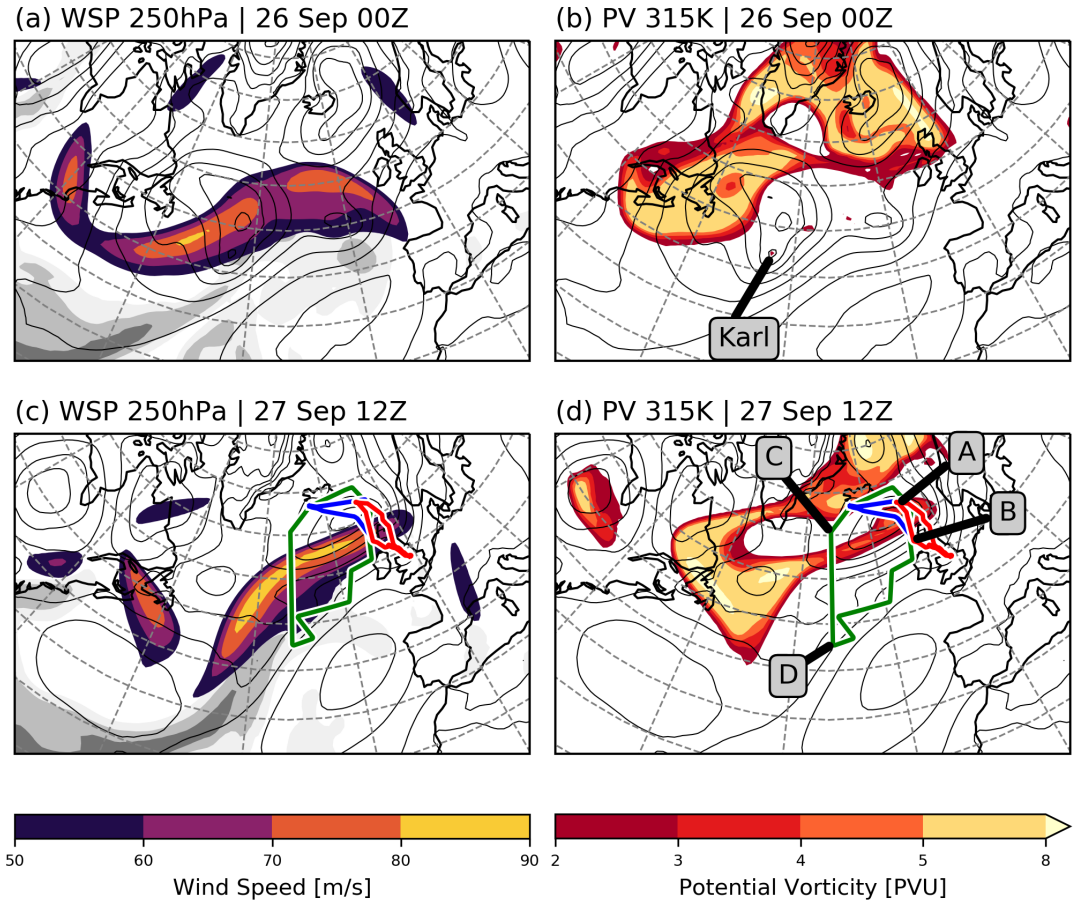 (a) WSP 250hPa | 26 Sep 00Z
(b) PV 315K | 26 Sep 00Z
Karl
(c) WSP 250hPa | 27 Sep 12Z
(d) PV 315K | 27 Sep 12Z
C
A
B
D
50 60 70 80 90
Wind Speed [m/s]
2 3 4 5 8
Potential Vorticity [PVU]